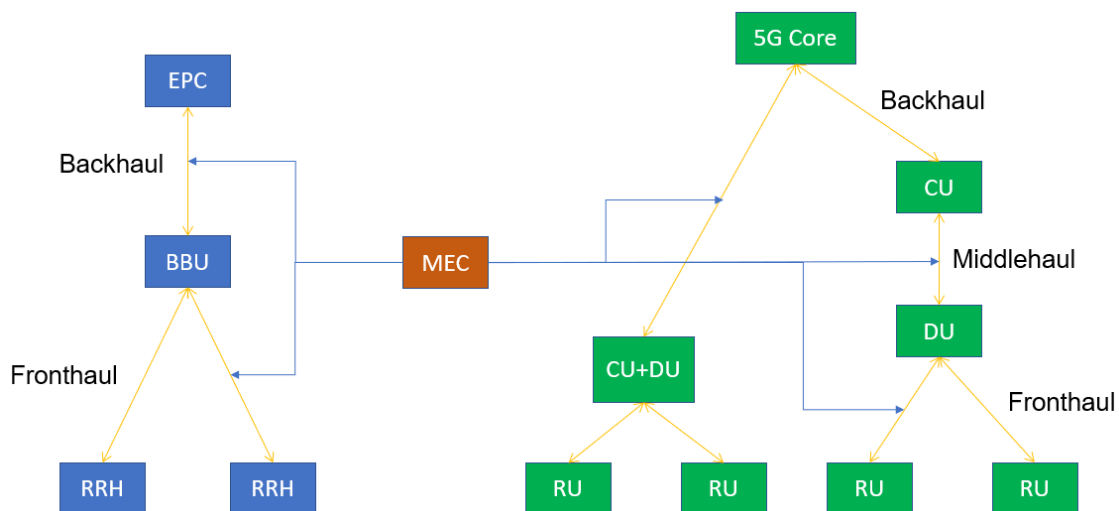 5G Core
EPC
Backhaul
Backhaul
CU
BBU
MEC
Middlehaul
DU
CU+DU
Fronthaul
Fronthaul
RRH
RRH
RU
RU
RU
RU